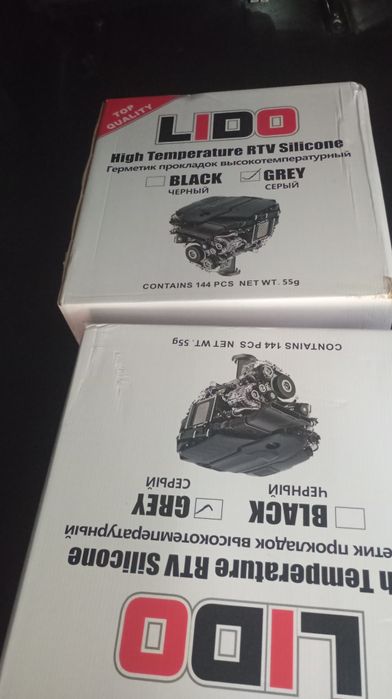 TOP
QUALITY
LIDO
High Temperature RTV Silicone
Герметик прокладок высокотемпературный
BLACK GREY
ЧЕРНЫЙ СЕРЫЙ
CONTAINS 144 PCS NET WT. 55g
LIDO
h Temperature RTV Silicone
етик прокладок высокотемпературный
BLACK GREY
ЧЕРНЫЙ СЕРЫЙ
CONTAINS 144 PCS NET WT. 55g